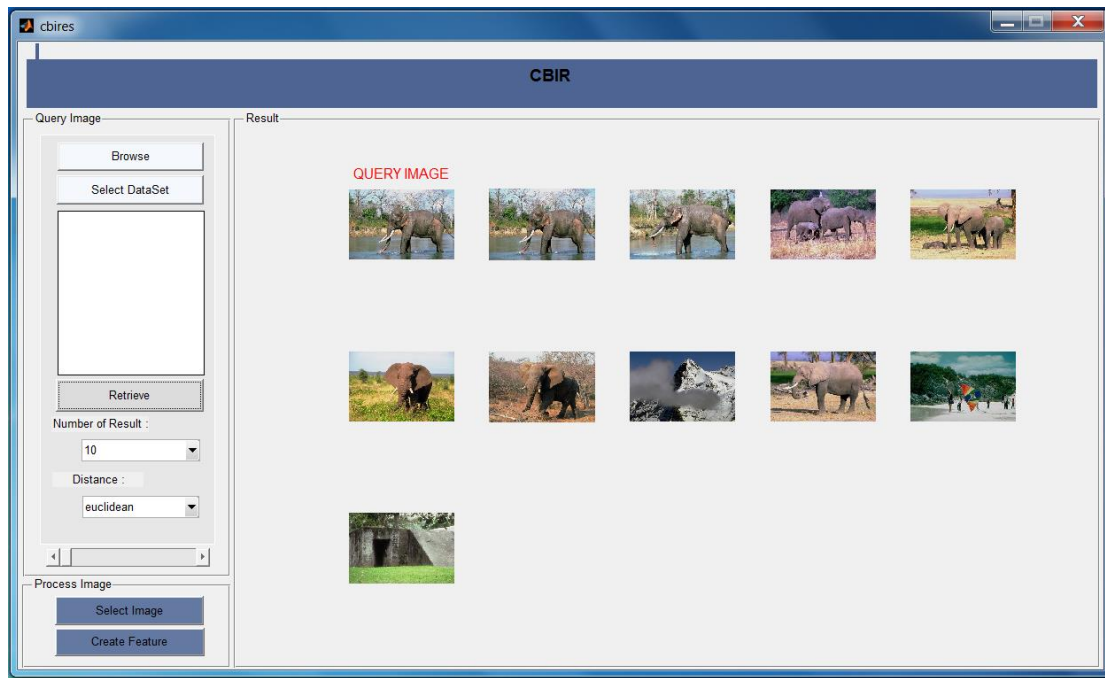 cbires
CBIR
Query Image
Browse
Select DataSet
Retrieve
Number of Result :
10
Distance :
euclidean
Process Image
Select Image
Create Feature
Result
QUERY IMAGE